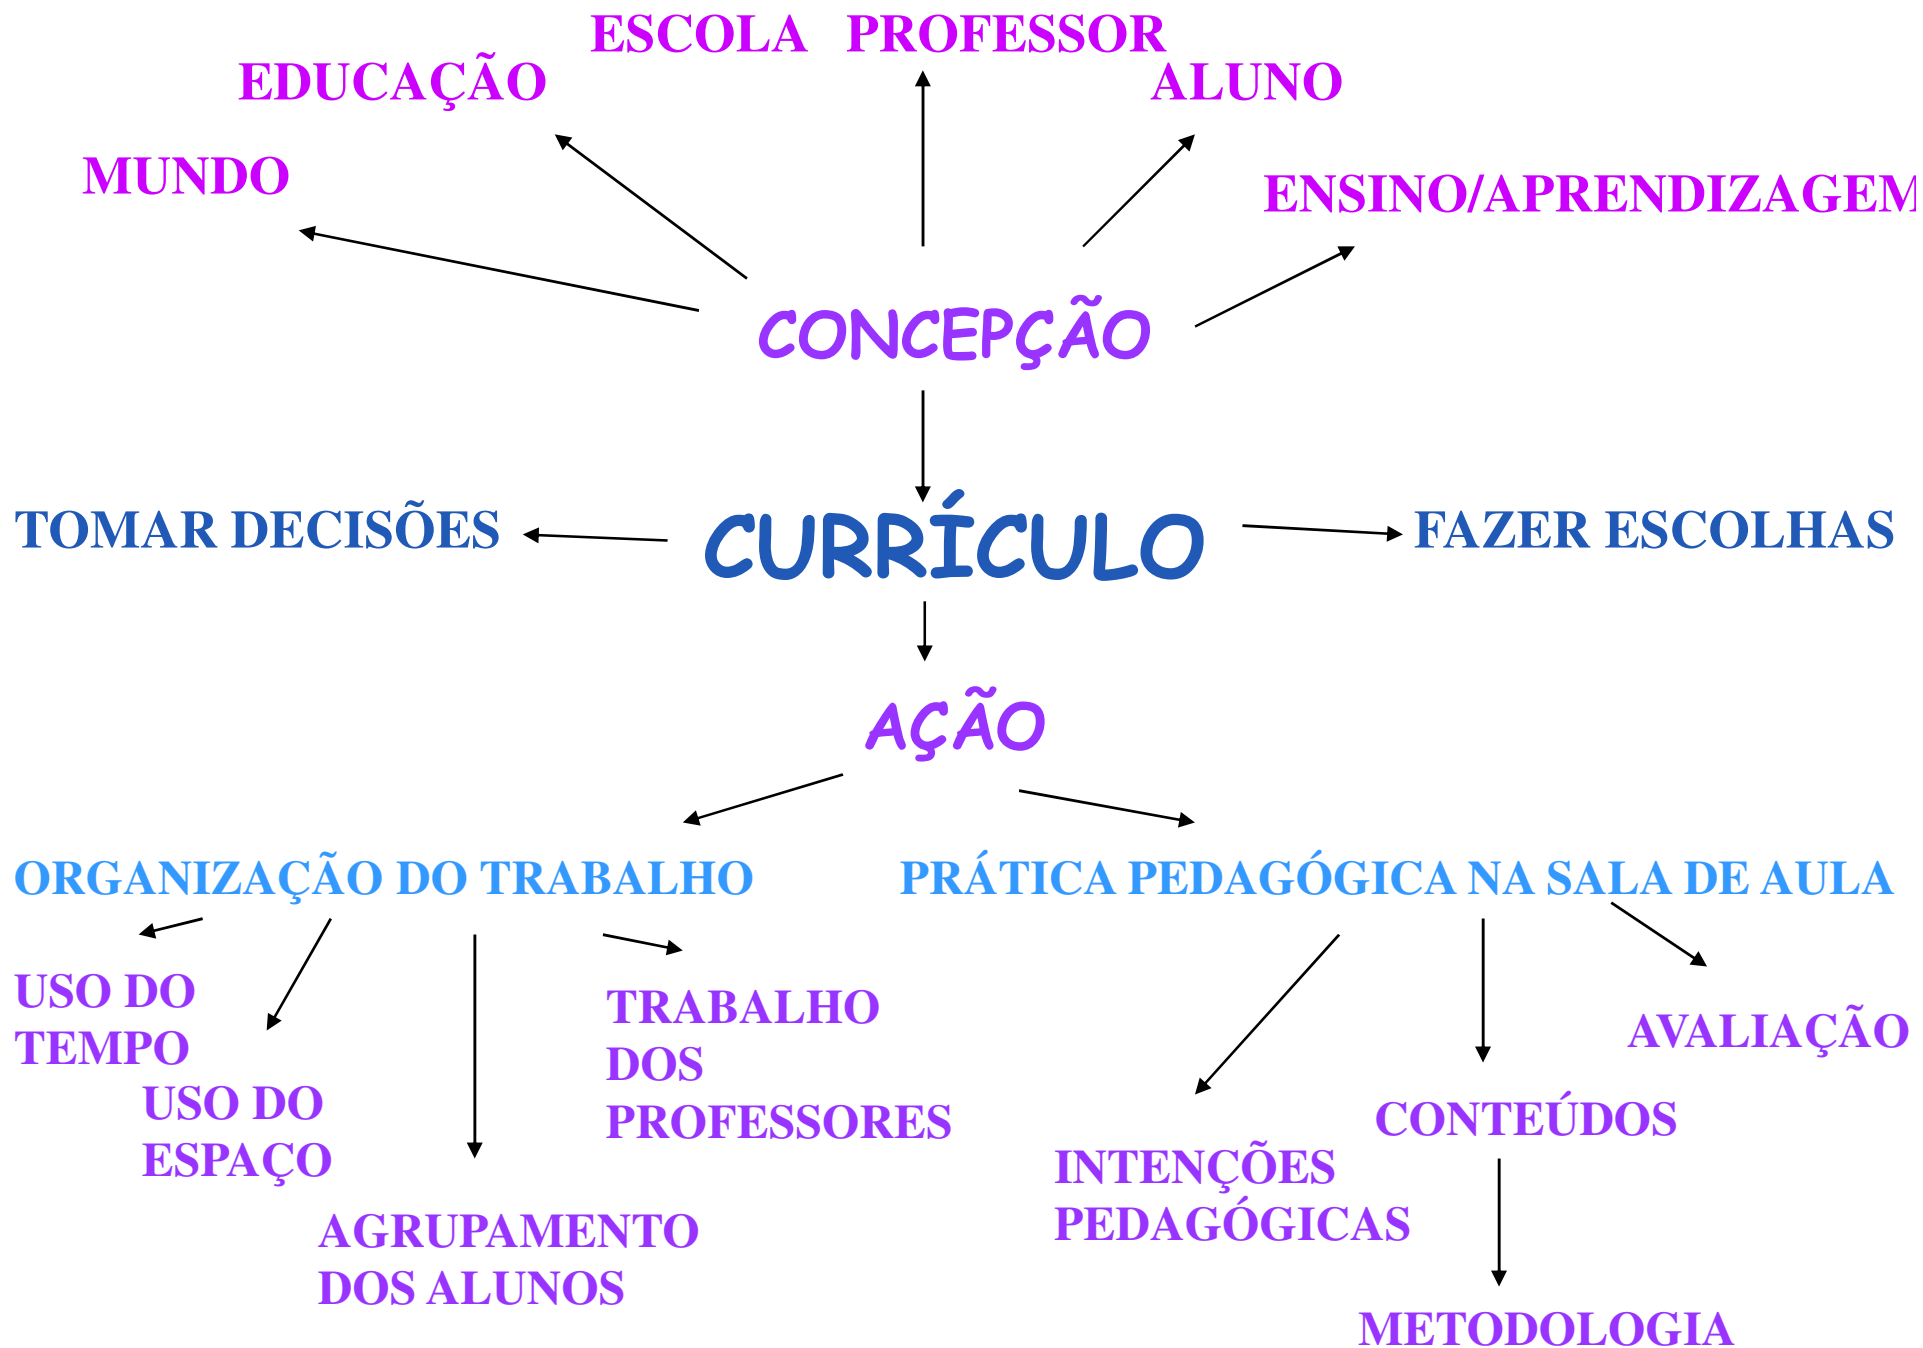 ESCOLA PROFESSOR
EDUCAÇÃO
ALUNO
MUNDO
ENSINO/APRENDIZAGEM
CONCEPÇÃO
TOMAR DECISÕES
CURRÍCULO
FAZER ESCOLHAS
AÇÃO
ORGANIZAÇÃO DO TRABALHO
PRÁTICA PEDAGÓGICA NA SALA DE AULA
USO DO
TEMPO
USO DO
ESPAÇO
AGRUPAMENTO
DOS ALUNOS
TRABALHO
DOS
PROFESSORES
INTENÇÕES
PEDAGÓGICAS
CONTEÚDOS
METODOLOGIA
AVALIAÇÃO